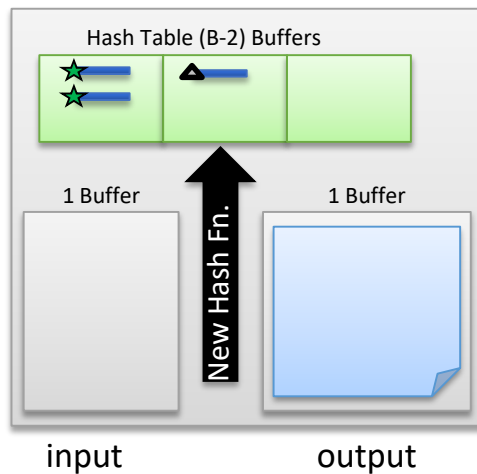 Hash Table (B-2) Buffers
1 Buffer
New Hash Fn.
1 Buffer
input
output